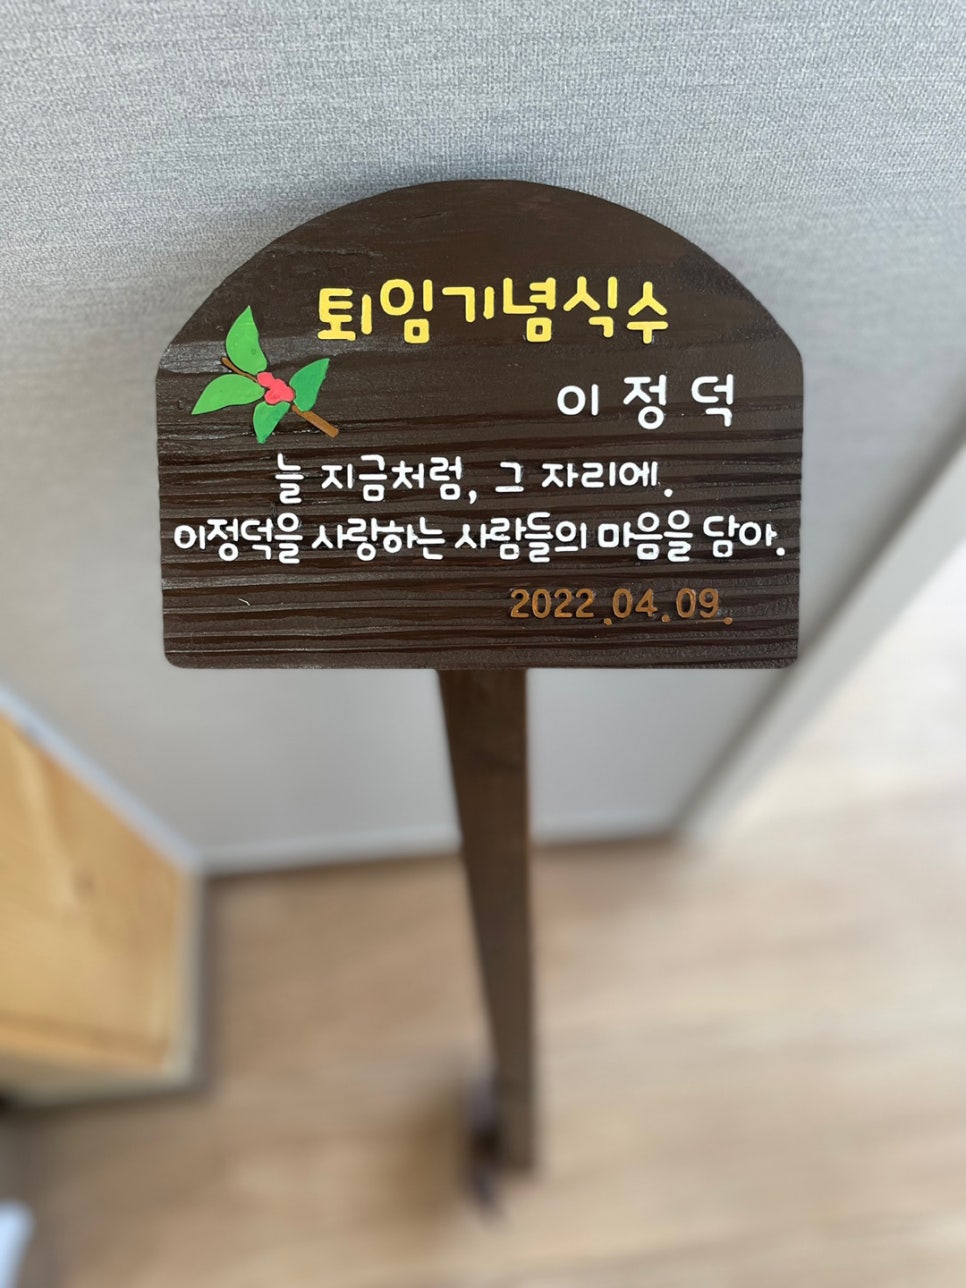 퇴임기념식수
이정덕
늘 지금처럼, 그 자리에.
이정덕을 사랑하는 사람들의 마음을 담아.
2022.04.09.